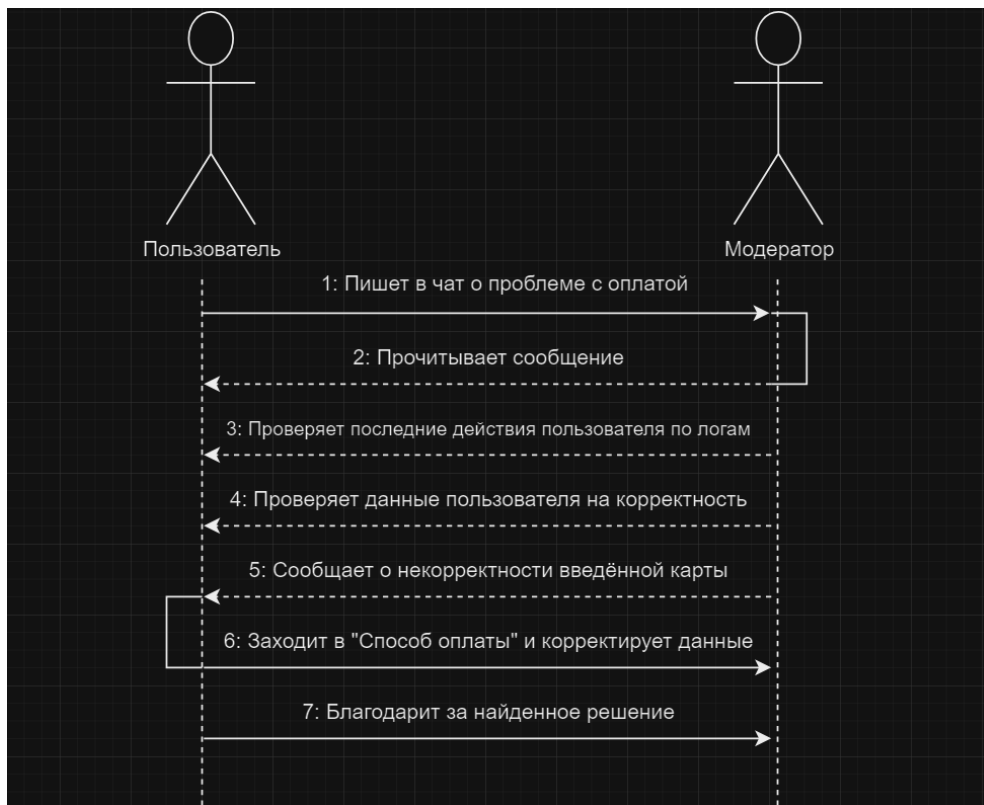 Пользователь
Модератор
1: Пишет в чат о проблеме с оплатой
2: Прочитывает сообщение
3: Проверяет последние действия пользователя по логам
4: Проверяет данные пользователя на корректность
5: Сообщает о некорректности введённой карты
6: Заходит в "Способ оплаты" и корректирует данные
7: Благодарит за найденное решение